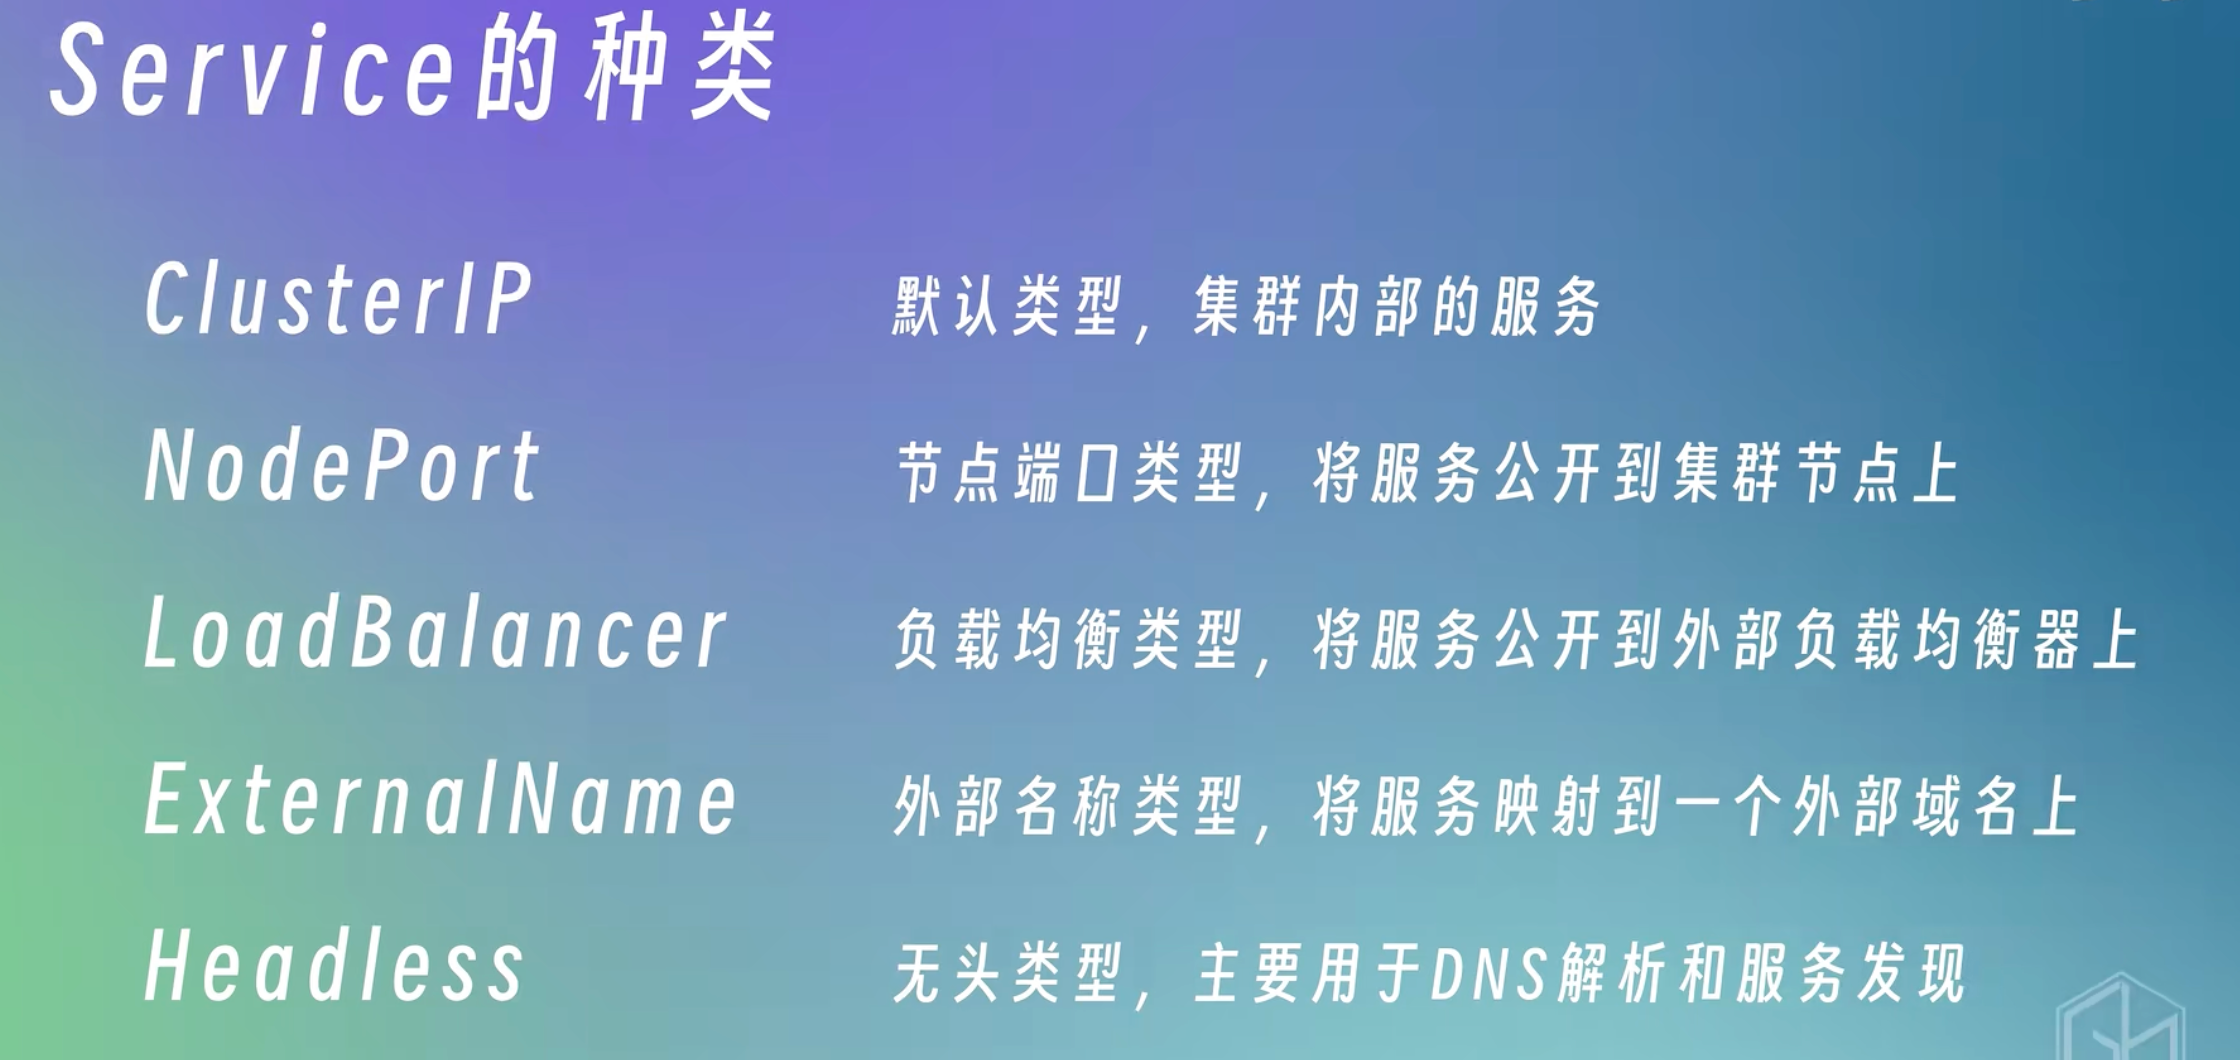 Service的种类
ClusterIP 默认类型，集群内部的服务
NodePort 节点端口类型，将服务公开到集群节点上
LoadBalancer 负载均衡类型，将服务公开到外部负载均衡器上
ExternalName 外部名称类型，将服务映射到一个外部域名上
Headless 无头类型，主要用于DNS解析和服务发现